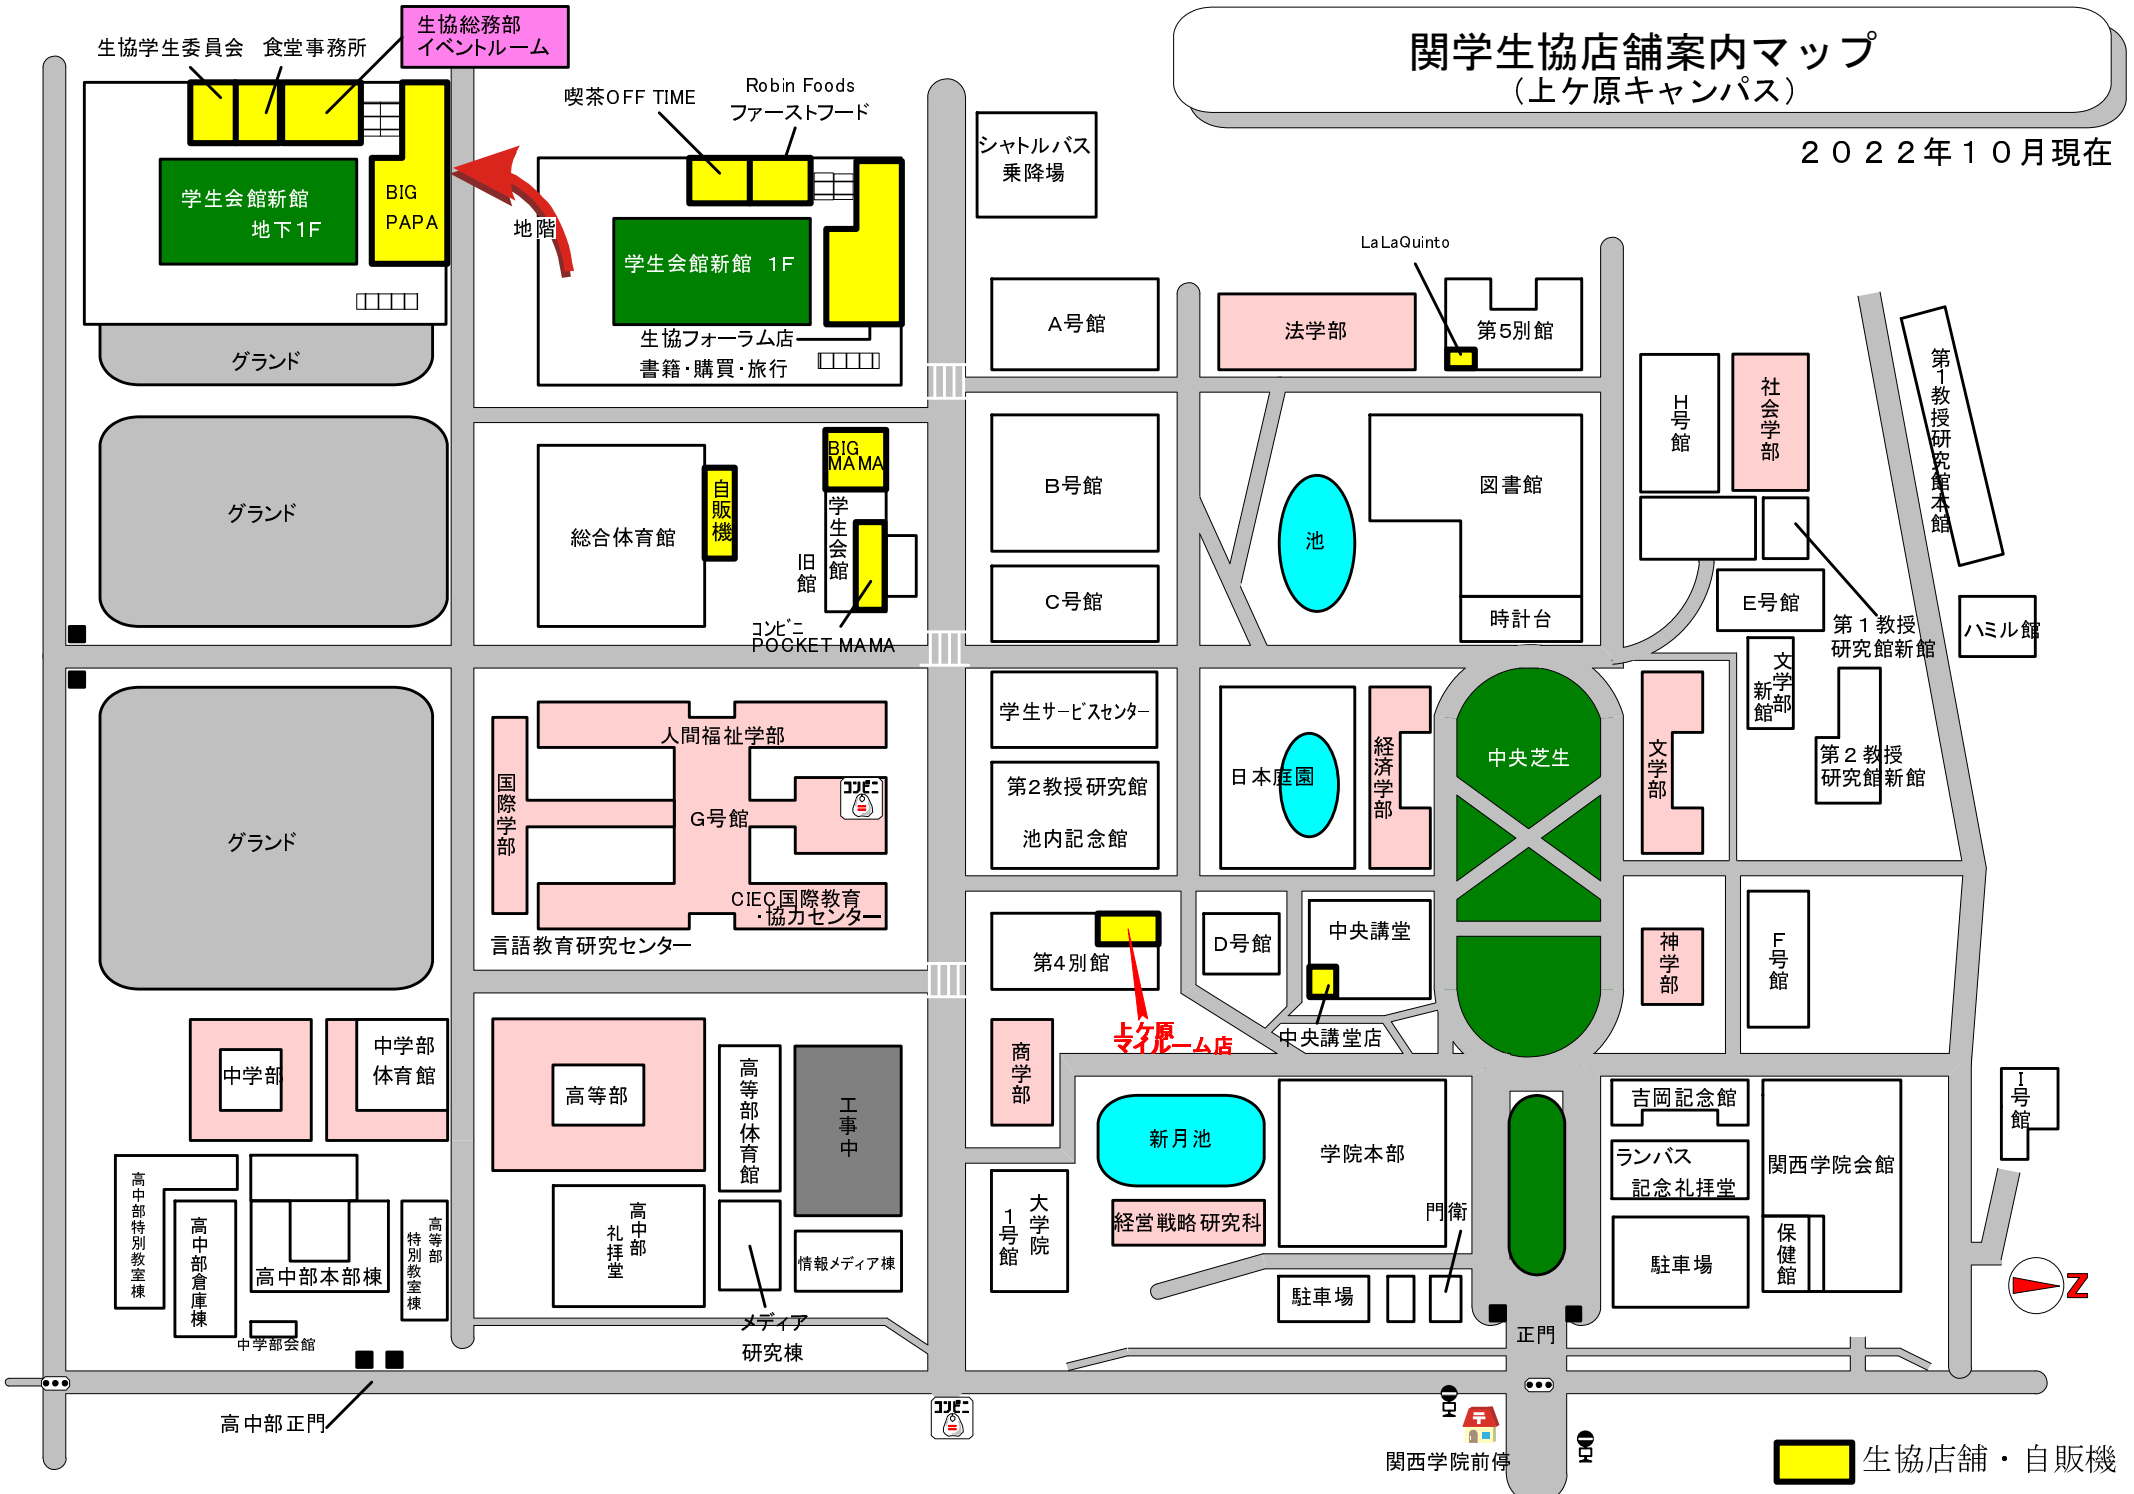 関学生協店舗案内マップ
（上ケ原キャンパス）
２０２２年１０月現在
生協総務部
イベントルーム
生協学生委員会
食堂事務所
BIG
PAPA
学生会館新館
地下１F
地階
グランド
喫茶OFF TIME
Robin Foods
ファーストフード
学生会館新館　１F
生協フォーラム店
書籍・購買・旅行
シャトルバス
乗降場
LaLaQuinto
A号館
法学部
第5別館
H号館
社会学部
第1教授研究館本館
グランド
総合体育館
自販機
BIG
MAMA
学生会館
旧館
コンビニ
POCKET MAMA
B号館
C号館
池
図書館
時計台
E号館
第１教授
研究館新館
ハミル館
文学部
新館
第２教授
研究館新館
グランド
国際学部
人間福祉学部
G号館
コンビニ
CIEC国際教育
・協力センター
言語教育研究センター
学生サービスセンター
第2教授研究館
池内記念館
日本庭園
経済学部
中央芝生
文学部
第4別館
上ケ原
マイルーム店
D号館
中央講堂
中央講堂店
神学部
F号館
中学部
中学部
体育館
高等部
高等部体育館
工事中
商学部
新月池
学院本部
吉岡記念館
ランバス
記念礼拝堂
関西学院会館
I号館
高中部特別教室棟
高中部倉庫棟
高中部本部棟
高等部
特別教室棟
中学部会館
高中部
礼拝堂
情報メディア棟
メディア
研究棟
大学院
1号館
経営戦略研究科
門衛
駐車場
正門
駐車場
保健館
Z
高中部正門
コンビニ
関西学院前停
生協店舗・自販機